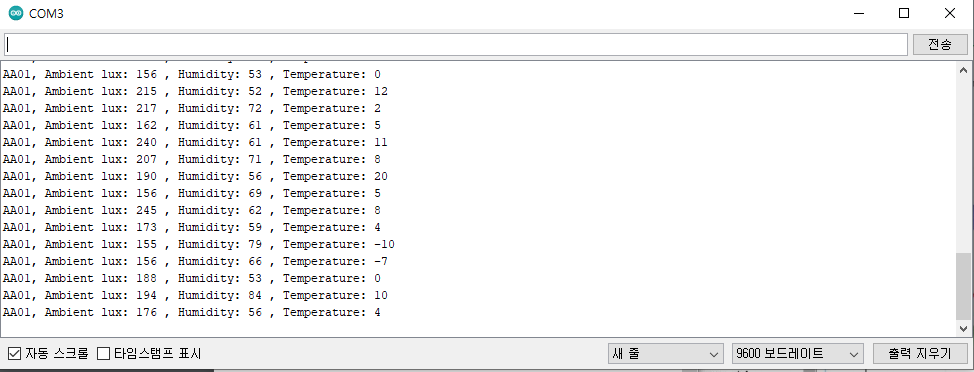 COM3
전송
AA01, Ambient lux: 156 , Humidity: 53 , Temperature: 0
AA01, Ambient lux: 215 , Humidity: 52 , Temperature: 12
AA01, Ambient lux: 217 , Humidity: 72 , Temperature: 2
AA01, Ambient lux: 162 , Humidity: 61 , Temperature: 5
AA01, Ambient lux: 240 , Humidity: 61 , Temperature: 11
AA01, Ambient lux: 207 , Humidity: 71 , Temperature: 8
AA01, Ambient lux: 190 , Humidity: 56 , Temperature: 20
AA01, Ambient lux: 156 , Humidity: 69 , Temperature: 5
AA01, Ambient lux: 245 , Humidity: 62 , Temperature: 8
AA01, Ambient lux: 173 , Humidity: 59 , Temperature: 4
AA01, Ambient lux: 155 , Humidity: 79 , Temperature: -10
AA01, Ambient lux: 156 , Humidity: 66 , Temperature: -7
AA01, Ambient lux: 188 , Humidity: 53 , Temperature: 0
AA01, Ambient lux: 194 , Humidity: 84 , Temperature: 10
AA01, Ambient lux: 176 , Humidity: 56 , Temperature: 4
자동 스크롤 타임스탬프 표시 새 줄 9600 보드레이트 출력 지우기